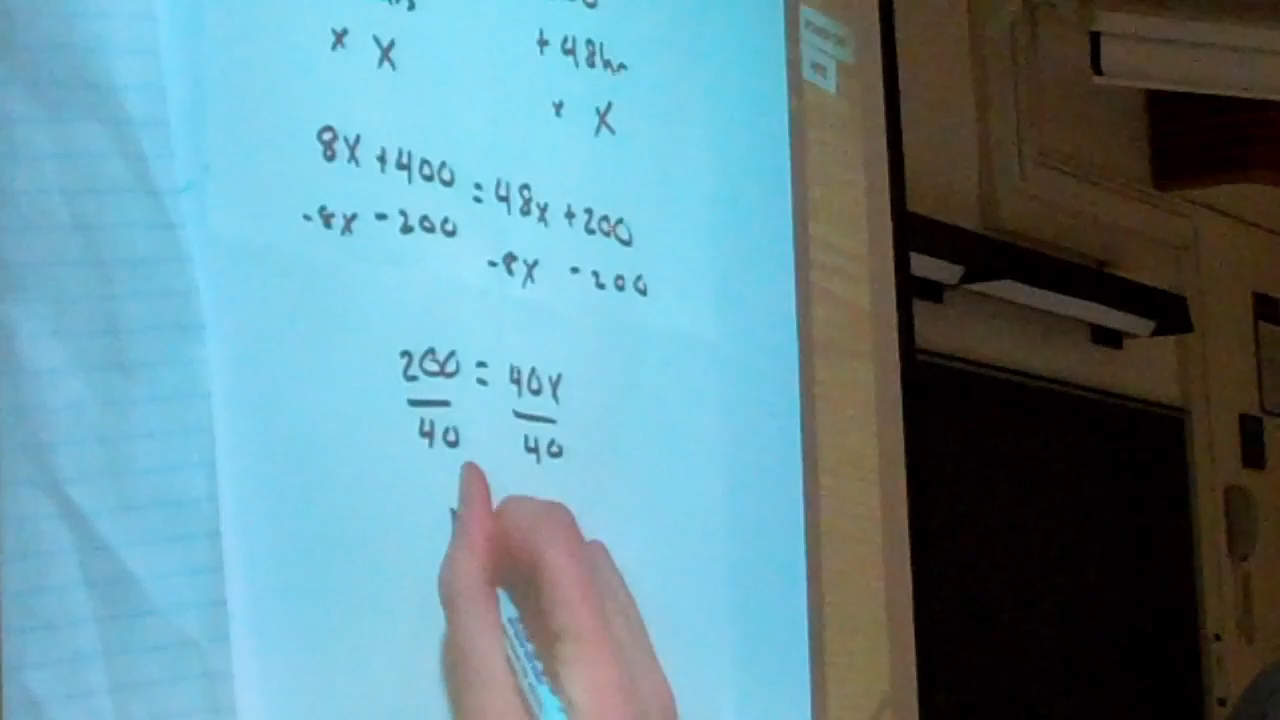 x X
+ 48hr
x X
8x + 400 = 48x + 200
-8x - 200
-8x - 200
200 = 40x
40 40